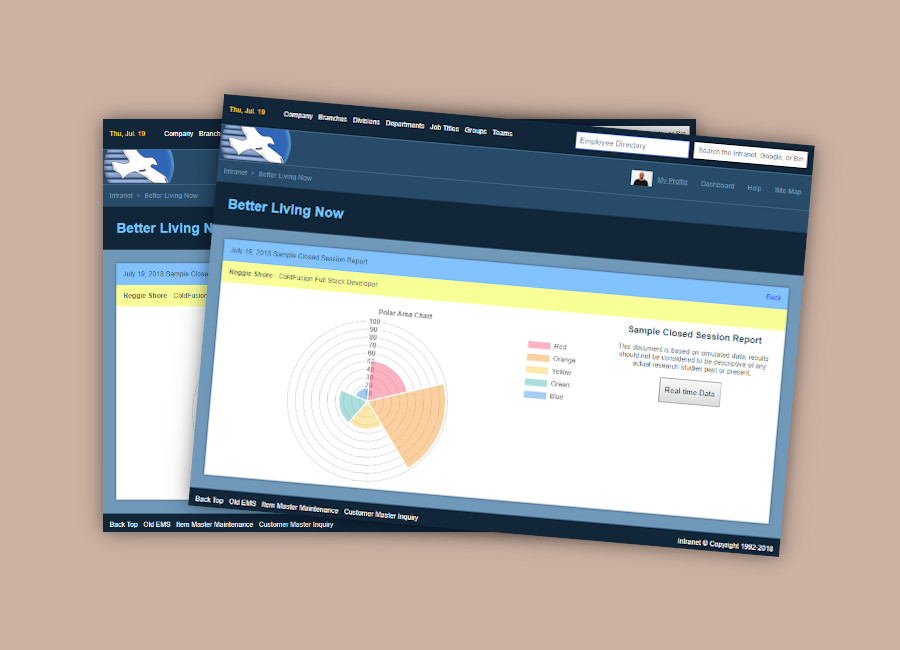 Thu, Jul. 19 Company Branch
Intranet > Better Living Now
Better Living N
July 19, 2018 Sample Close
Reggie Shore - ColdFusion
Back Top Old EMS Item Master Maintenance Customer Master Inquiry
Thu, Jul. 19 Company Branches Divisions Departments Job Titles Groups Teams Employee Directory Search the Intranet, Google, or Bin
Intranet > Better Living Now My Profile Dashboard Help Site Map
Better Living Now
July 19, 2018 Sample Closed Session Report Back
Reggie Shore - ColdFusion Full Stack Developer
Polar Area Chart
100
90
80
70
60
50
40
30
20
Red
Orange
Yellow
Green
Blue
Sample Closed Session Report
This document is based on simulated data, results
should not be considered to be descriptive of any
actual research studies past or present.
Real-time Data
Back Top Old EMS Item Master Maintenance Customer Master Inquiry
Intranet © Copyright 1992-2018